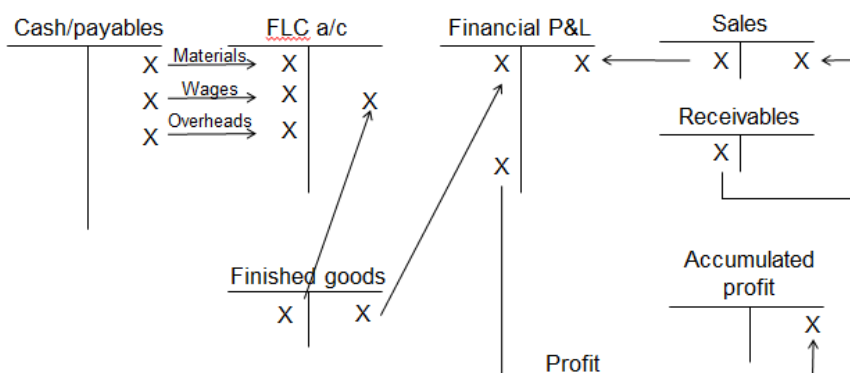 Cash/payables FLC a/c Financial P&L Sales
X Materials X X X X X
X Wages X X
X Overheads X
Receivables
X
X
Finished goods
X X
Accumulated
profit
X
Profit